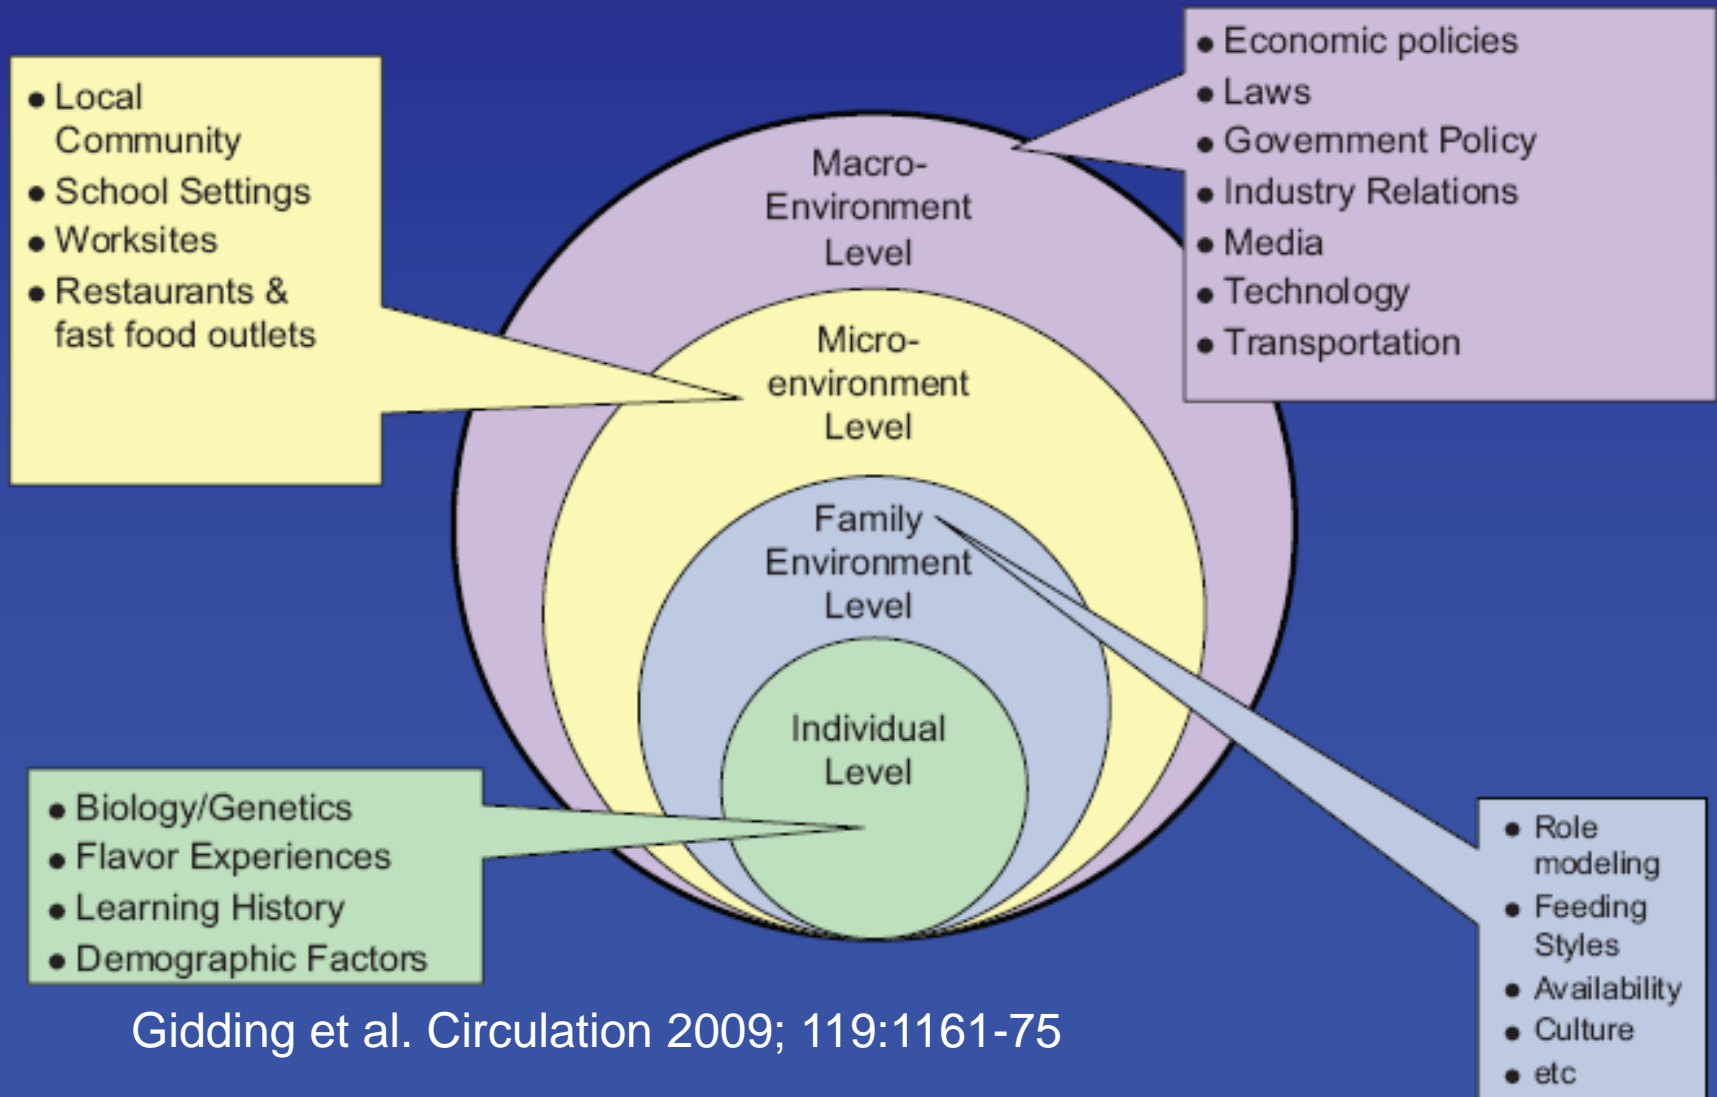 ● Local
Community
● School Settings
● Worksites
● Restaurants &
fast food outlets
● Economic policies
● Laws
● Government Policy
● Industry Relations
● Media
● Technology
● Transportation
Macro-
Environment
Level
Micro-
environment
Level
Family
Environment
Level
Individual
Level
● Biology/Genetics
● Flavor Experiences
● Learning History
● Demographic Factors
● Role
modeling
● Feeding
Styles
● Availability
● Culture
● etc
Gidding et al. Circulation 2009; 119:1161-75